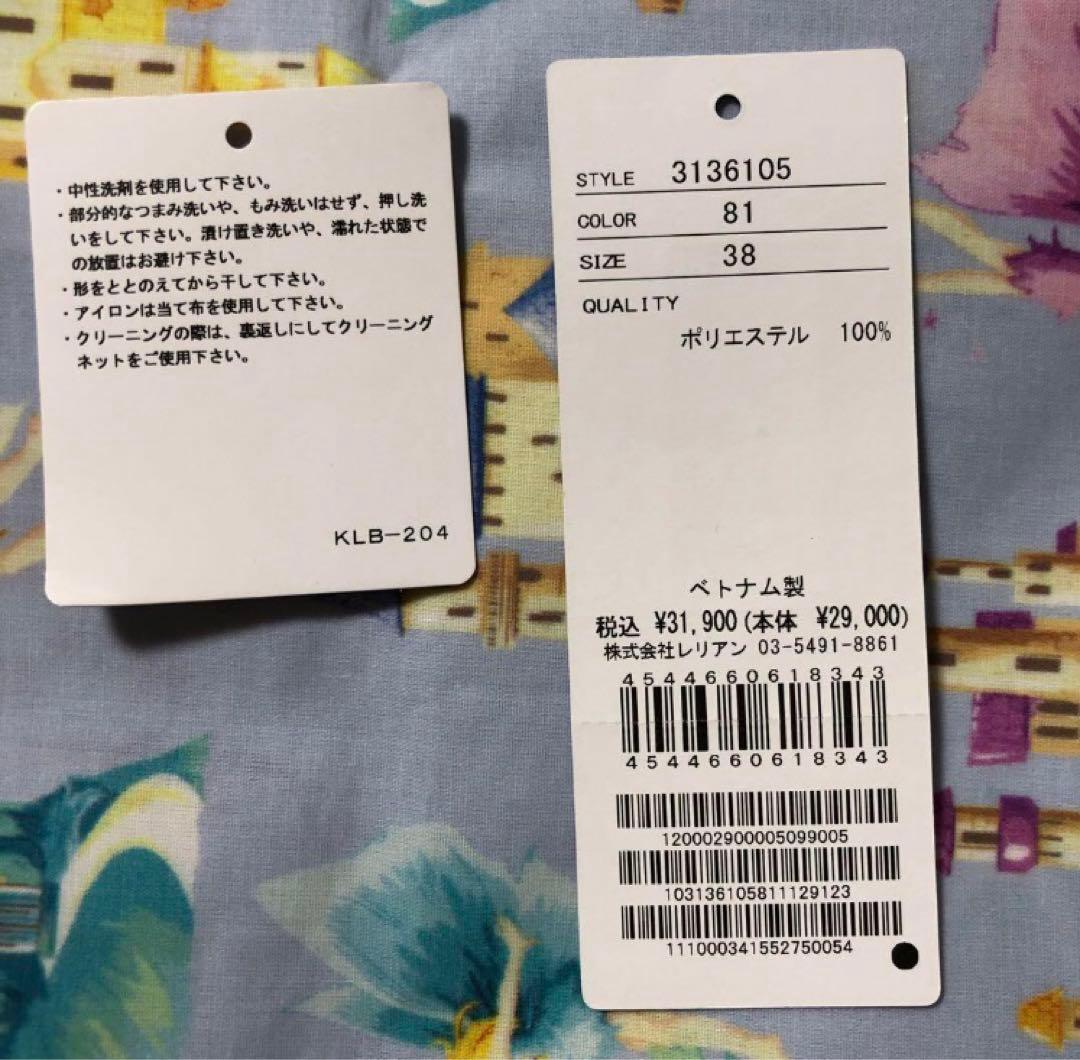 ・中性洗剤を使用して下さい。
・部分的なつまみ洗いや、もみ洗いはせず、押し洗
いをして下さい。漬け置き洗いや、濡れた状態で
の放置はお避け下さい。
・形をととのえてから干して下さい。
・アイロンは当て布を使用して下さい。
・クリーニングの際は、裏返しにしてクリーニング
ネットをご使用下さい。
KLB-204
STYLE 3136105
COLOR 81
SIZE 38
QUALITY
ポリエステル 100%
ベトナム製
税込 ¥31,900(本体 ¥29,000)
株式会社レリアン 03-5491-8861
4544660618343
4544660618343
120002900005099005
103136105811129123
111000341552750054